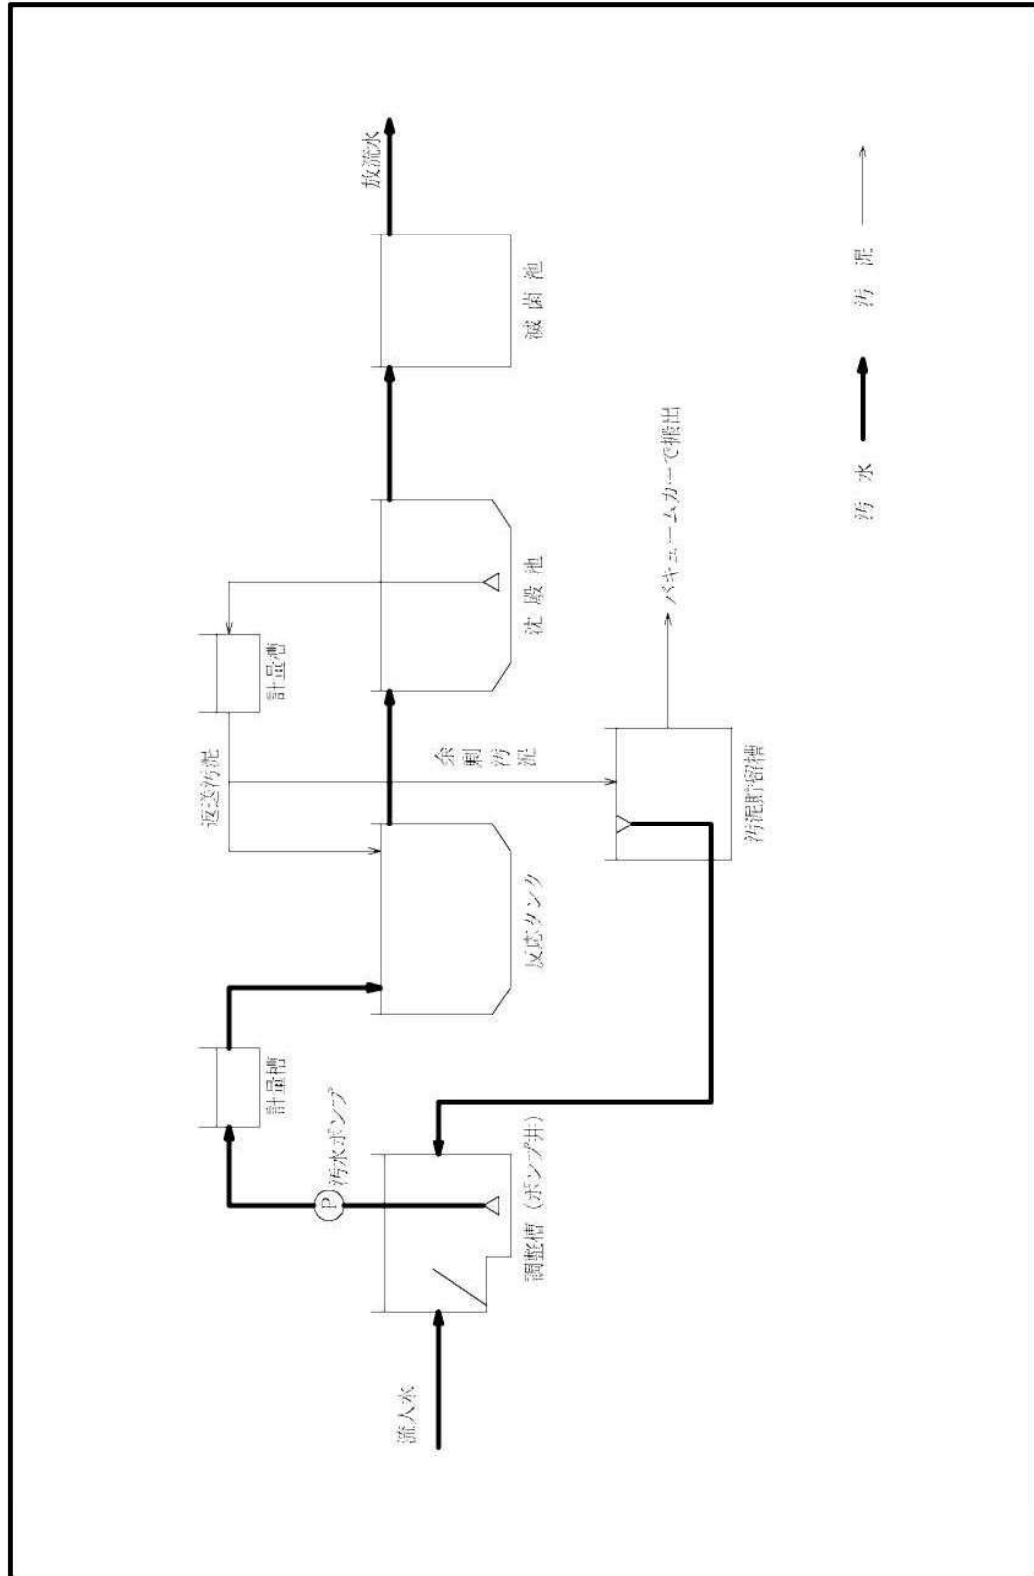 流入水
調整槽（ポンプ井）
P
汚水ポンプ
計量槽
反応タンク
返送汚泥
計量槽
余剰汚泥
沈殿池
滅菌池
放流水
汚泥貯留槽
バキュームカーで搬出
汚水
汚泥